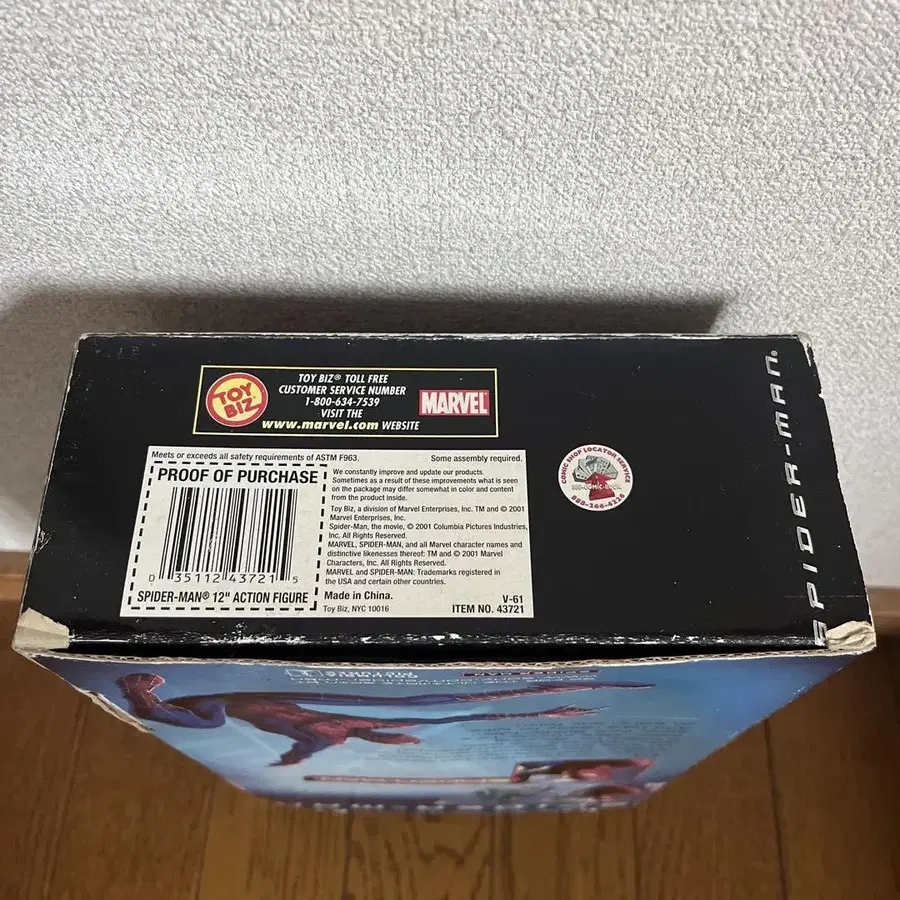 TOY BIZ
TOY BIZ® TOLL FREE
CUSTOMER SERVICE NUMBER
1-800-634-7539
VISIT THE
www.marvel.com WEBSITE
MARVEL
Meets or exceeds all safety requirements of ASTM F963.
Some assembly required.
PROOF OF PURCHASE
0 35112 43721 5
SPIDER-MAN® 12" ACTION FIGURE
We constantly improve and update our products.
Sometimes as a result of these improvements what is seen
on the package may differ somewhat in color and content
from the product inside.
Toy Biz, a division of Marvel Enterprises, Inc. TM and © 2001
Marvel Enterprises, Inc.
Spider-Man, the movie, © 2001 Columbia Pictures Industries,
Inc. All Rights Reserved.
MARVEL, SPIDER-MAN, and all Marvel character names and
distinctive likenesses thereof: TM and © 2001 Marvel
Characters, Inc. All Rights Reserved.
MARVEL and SPIDER-MAN: Trademarks registered in
the USA and certain other countries.
Made in China.
Toy Biz, NYC 10016
V-61
ITEM NO. 43721
COMIC SHOP LOCATOR SERVICE
888-266-4226
SPIDER-MAN®